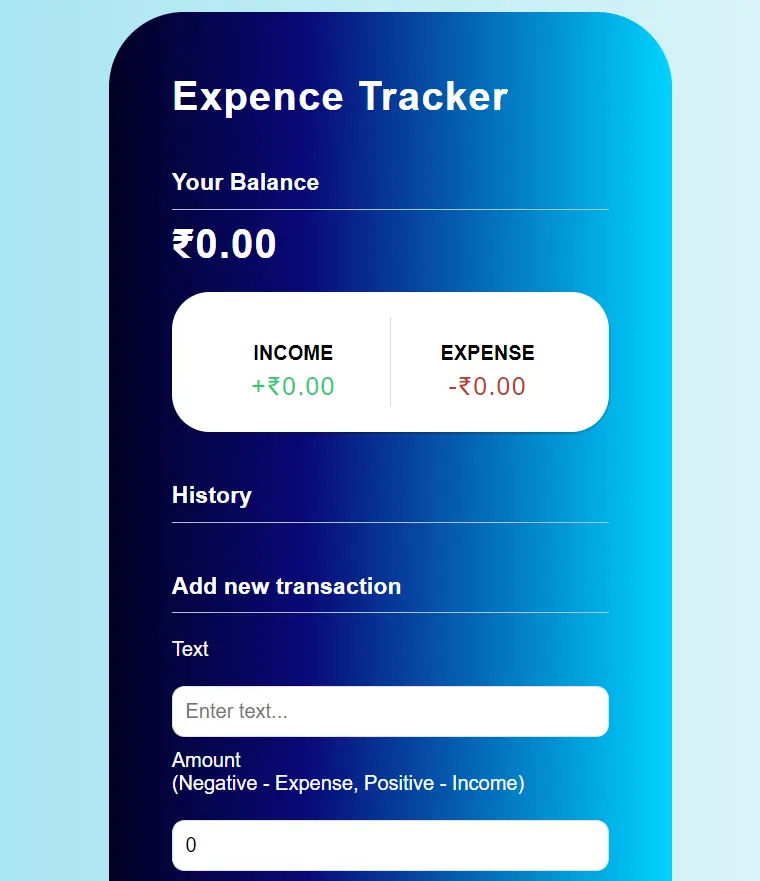 Expence Tracker
Your Balance
₹0.00
INCOME
EXPENSE
+₹0.00
-₹0.00
History
Add new transaction
Text
Enter text...
Amount
(Negative - Expense, Positive - Income)
0